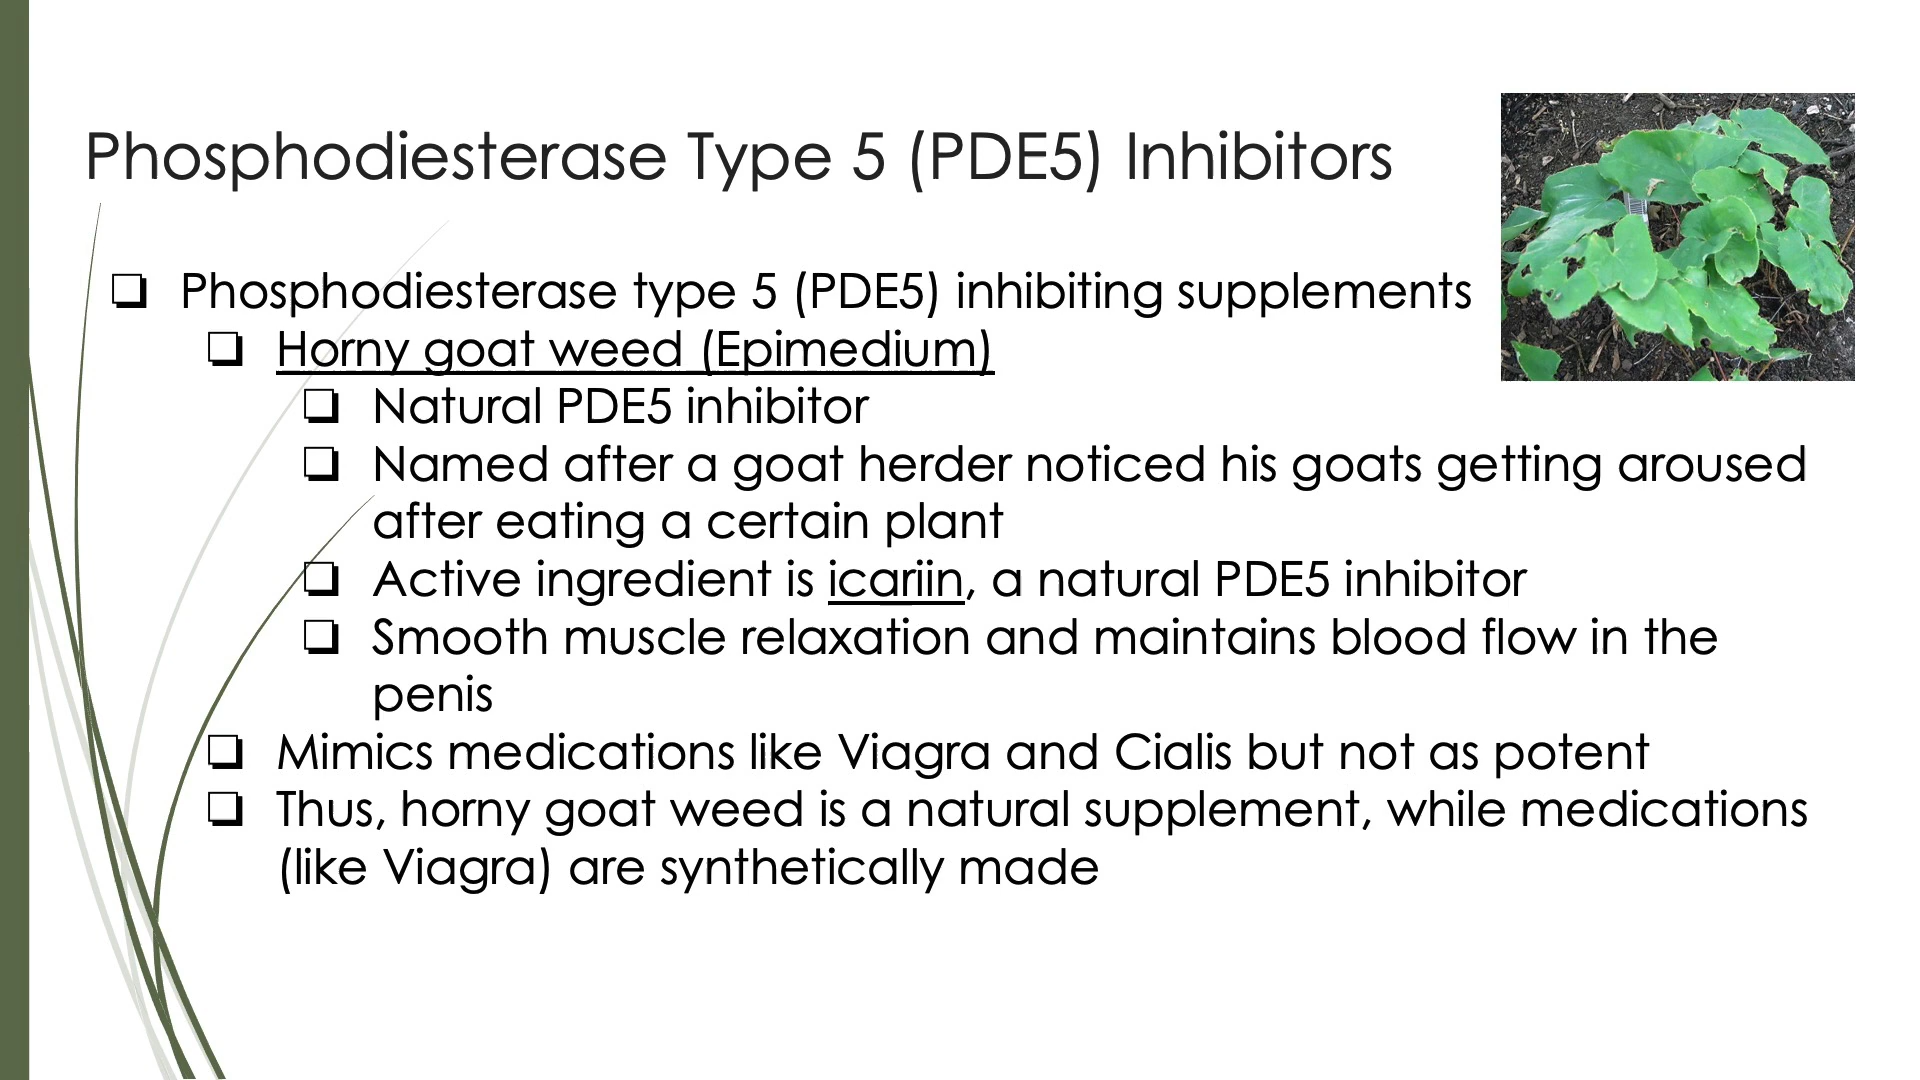 Phosphodiesterase Type 5 (PDE5) Inhibitors
❏ Phosphodiesterase type 5 (PDE5) inhibiting supplements
❏ Horny goat weed (Epimedium)
❏ Natural PDE5 inhibitor
❏ Named after a goat herder noticed his goats getting aroused
after eating a certain plant
❏ Active ingredient is icariin, a natural PDE5 inhibitor
❏ Smooth muscle relaxation and maintains blood flow in the
penis
❏ Mimics medications like Viagra and Cialis but not as potent
❏ Thus, horny goat weed is a natural supplement, while medications
(like Viagra) are synthetically made